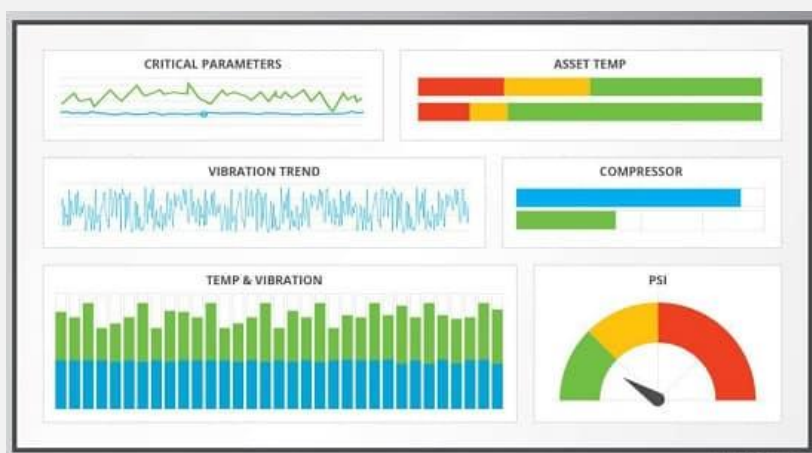 CRITICAL PARAMETERS
ASSET TEMP
VIBRATION TREND
COMPRESSOR
TEMP & VIBRATION
PSI